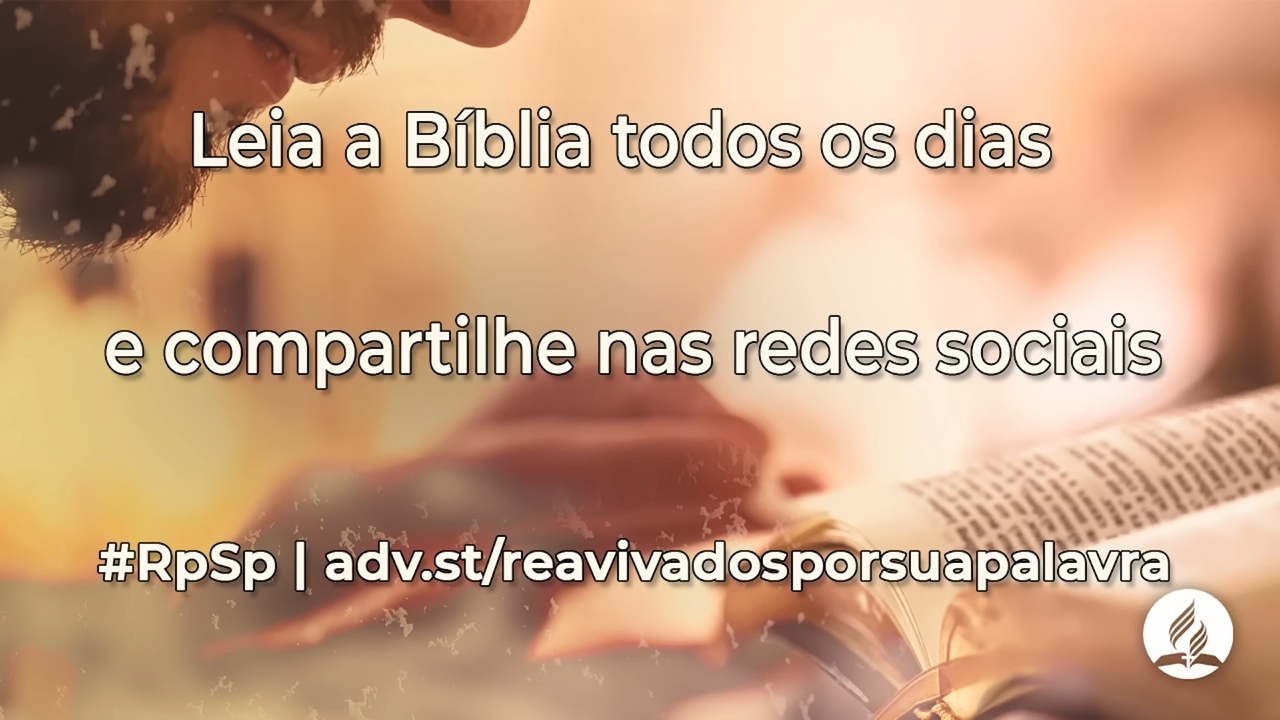 Leia a Bíblia todos os dias
e compartilhe nas redes sociais
#RpSp | adv.st/reavivadosporsuapalavra